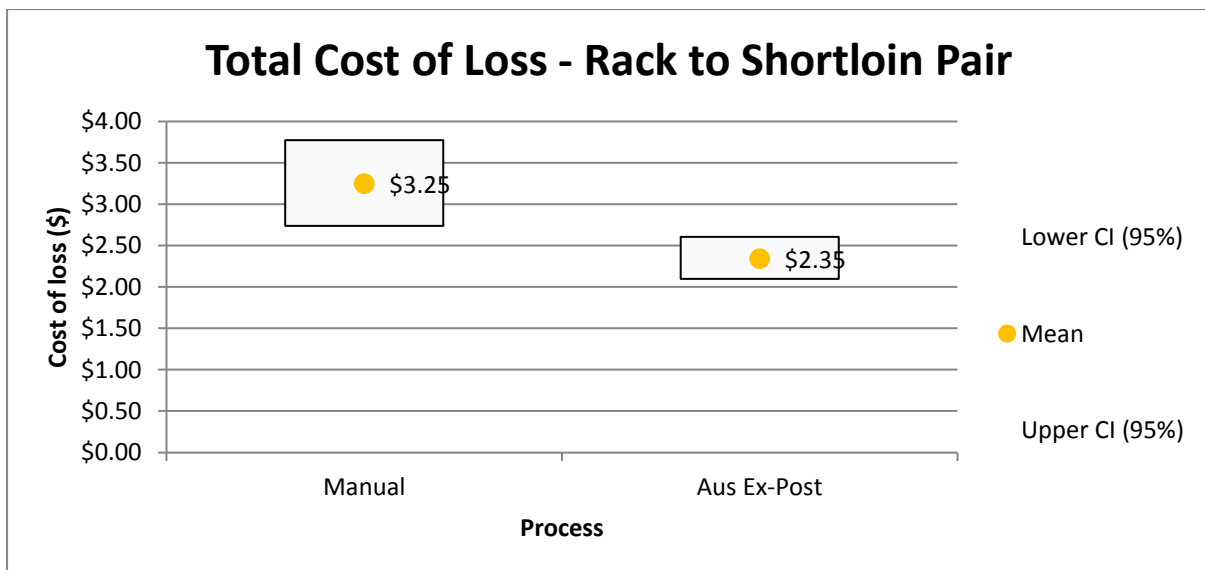 Total Cost of Loss - Rack to Shortloin Pair
Cost of loss ($)
$4.00
$3.50
$3.00
$2.50
$2.00
$1.50
$1.00
$0.50
$0.00
$3.25
$2.35
Manual
Aus Ex-Post
Process
Lower CI (95%)
Mean
Upper CI (95%)